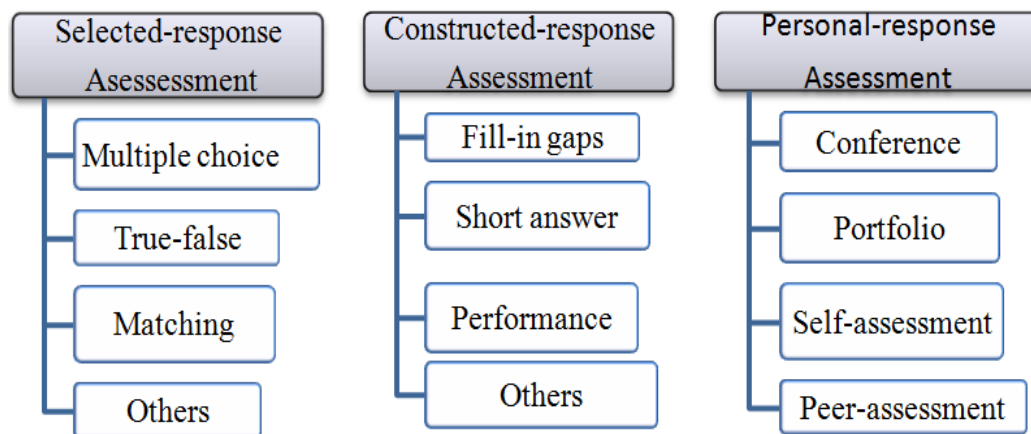 Selected-response
Asessessment
Multiple choice
True-false
Matching
Others
Constructed-response
Assessment
Fill-in gaps
Short answer
Performance
Others
Personal-response
Assessment
Conference
Portfolio
Self-assessment
Peer-assessment